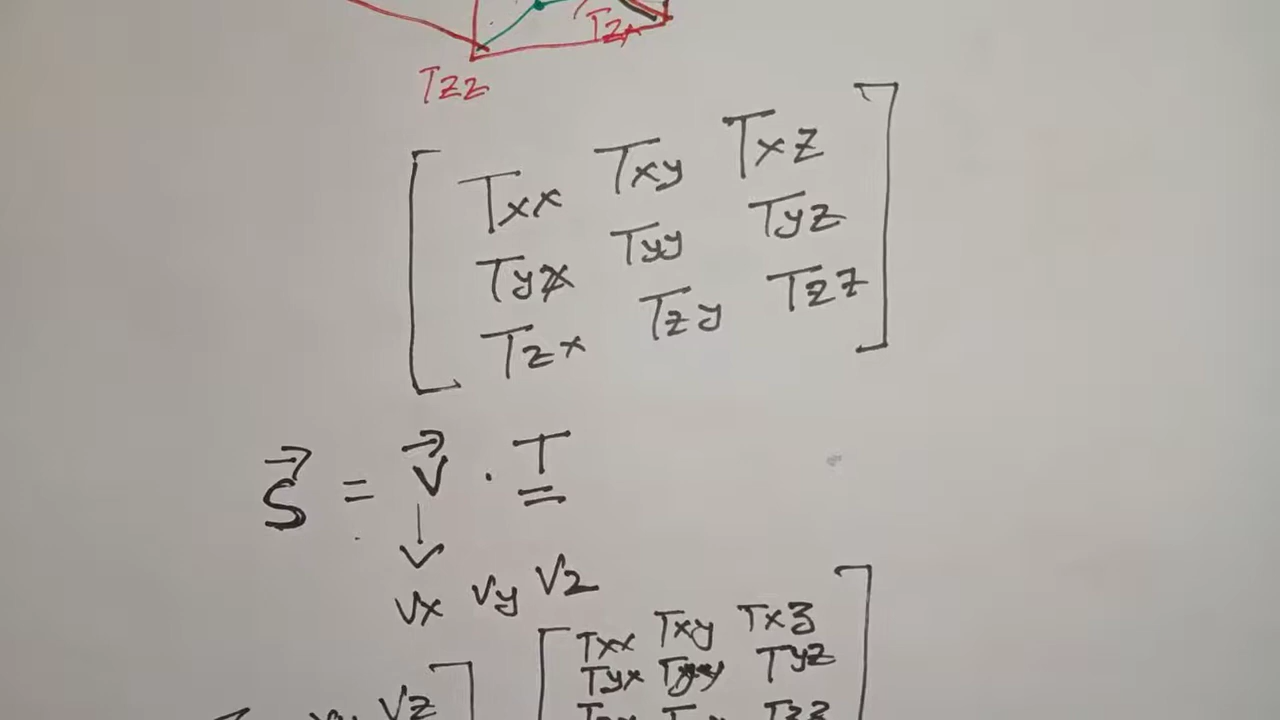 Tzx
Tzz
Txx Txy Txz
Tyx Tyy Tyz
Tzx Tzy Tzz
S = V . T
Vx Vy Vz
Txx Txy Txz
Tyx Tyy Tyz
Vz